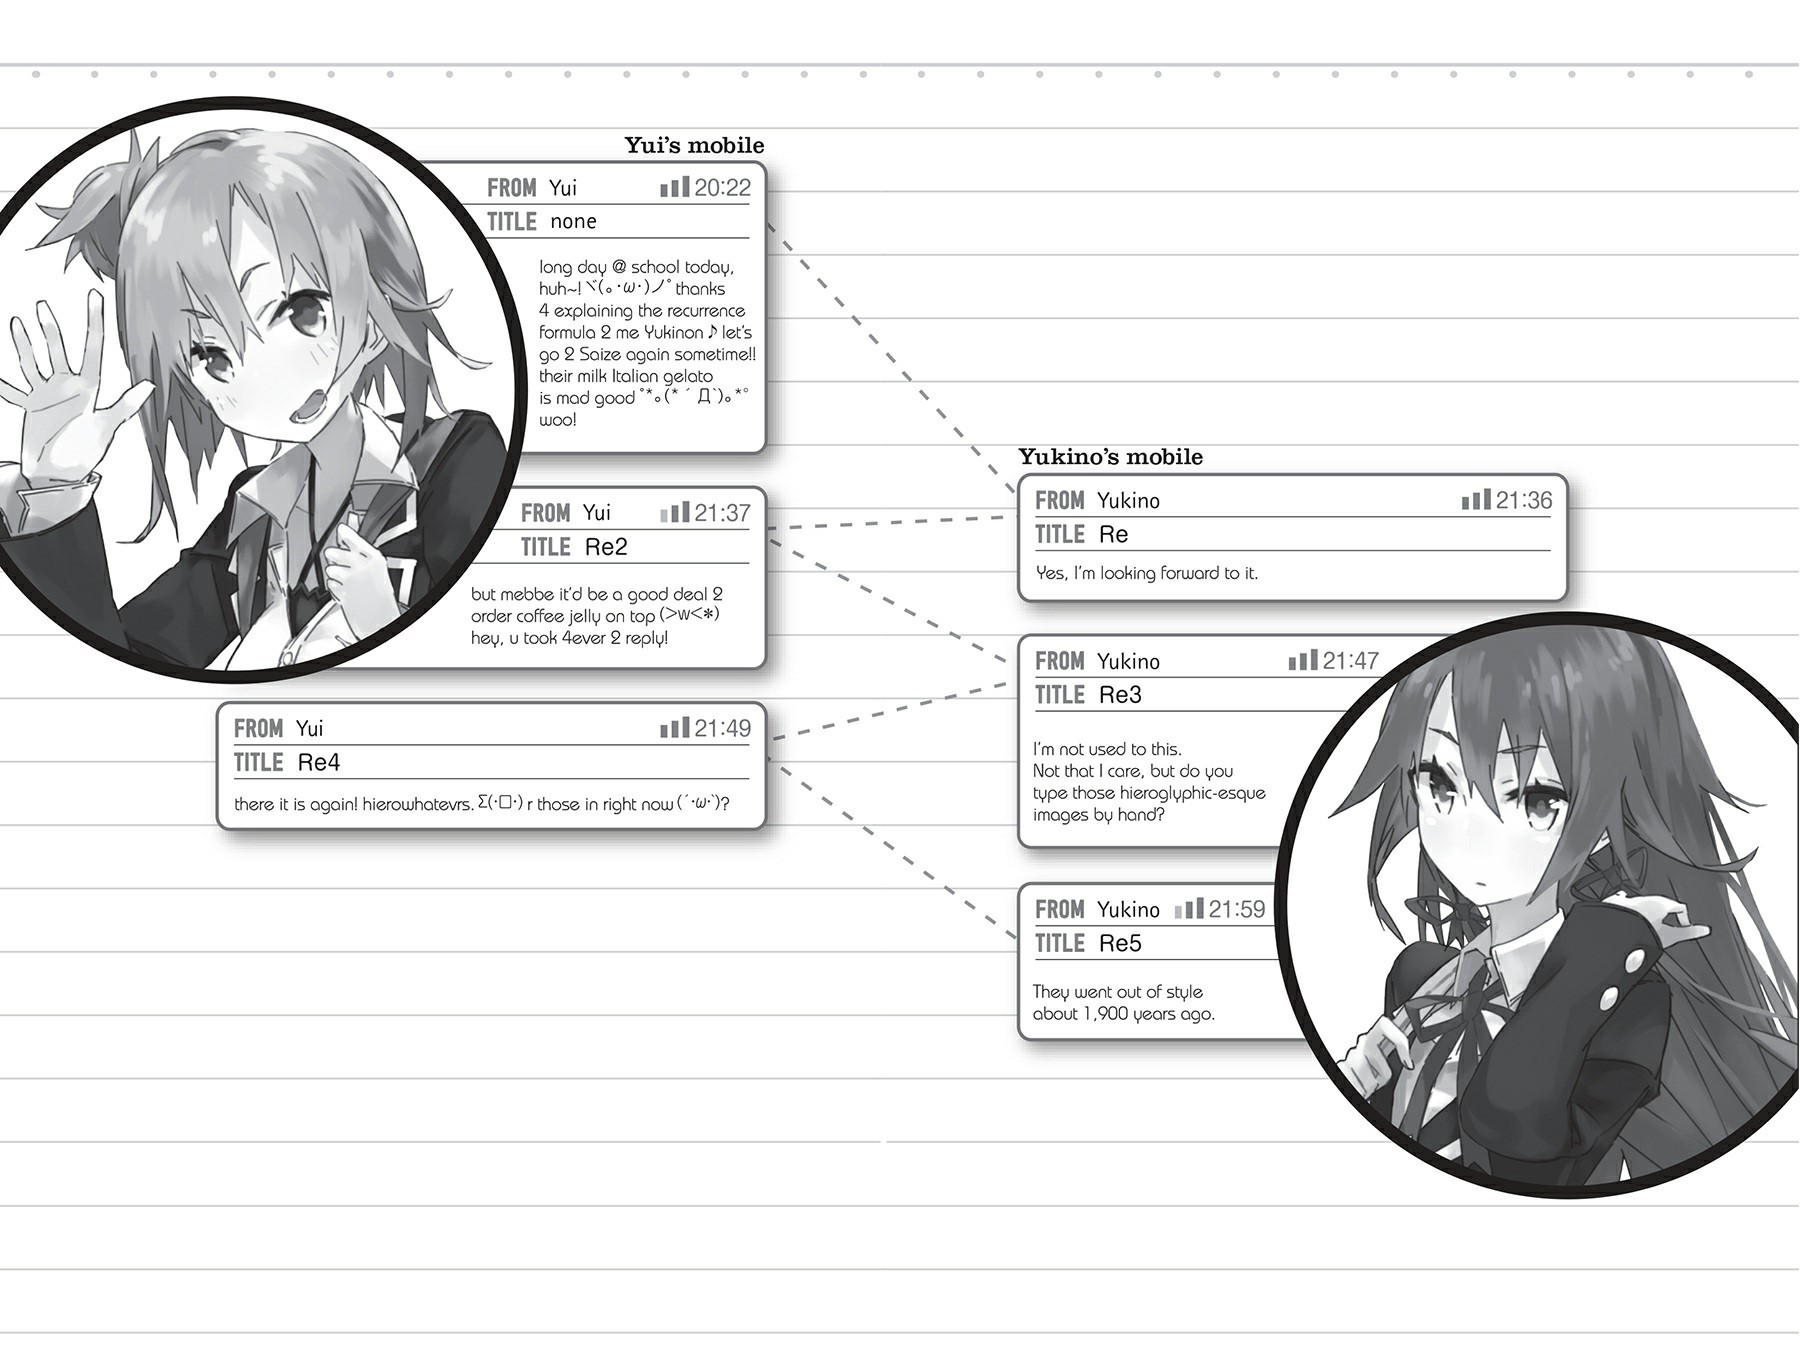 Yui's mobile
FROM Yui 20:22
TITLE none
long day @ school today,
huh~! ヾ(｡･ω･)ノﾟ thanks
4 explaining the recurrence
formula 2 me Yukinon ♪ let's
go 2 Saize again sometime!!
their milk Italian gelato
is mad good ﾟ*｡(*´Д`)｡*ﾟ
woo!
Yukino's mobile
FROM Yukino 21:36
TITLE Re
Yes, I'm looking forward to it.
FROM Yui 21:37
TITLE Re2
but mebbe it'd be a good deal 2
order coffee jelly on top (>w<*)
hey, u took 4ever 2 reply!
FROM Yukino 21:47
TITLE Re3
I'm not used to this.
Not that I care, but do you
type those hieroglyphic-esque
images by hand?
FROM Yui 21:49
TITLE Re4
there it is again! hierowhatevrs. Σ(･□･) r those in right now (´･ω･`)?
FROM Yukino 21:59
TITLE Re5
They went out of style
about 1,900 years ago.